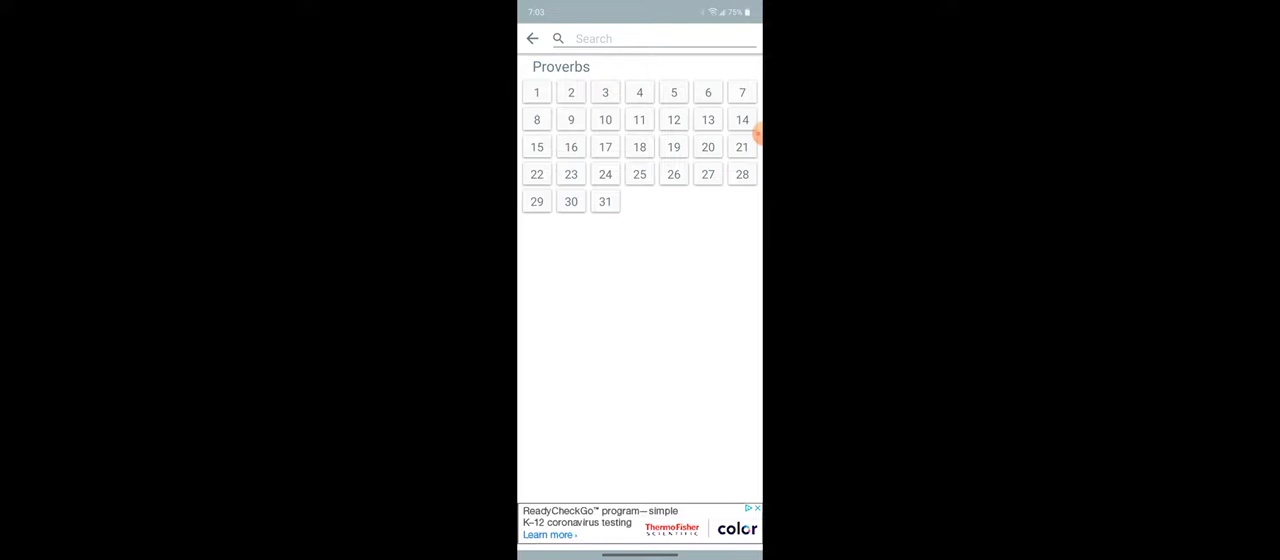 7:03 75%
Search
Proverbs
1 2 3 4 5 6 7
8 9 10 11 12 13 14
15 16 17 18 19 20 21
22 23 24 25 26 27 28
29 30 31
ReadyCheckGo™ program—simple
K–12 coronavirus testing
Learn more ›
ThermoFisher
SCIENTIFIC
color